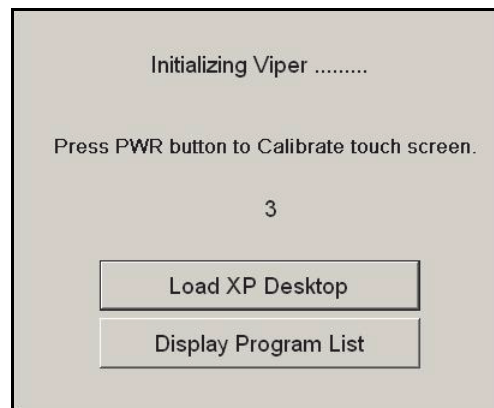 Initializing Viper .........
Press PWR button to Calibrate touch screen.
3
Load XP Desktop
Display Program List